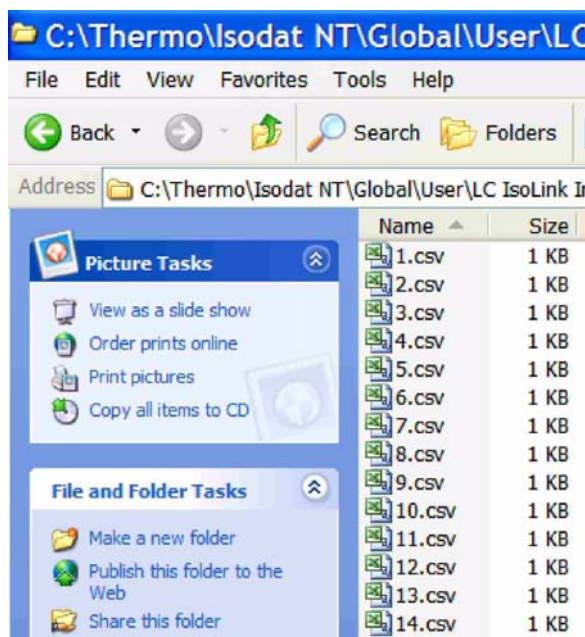 C:\Thermo\Isodat NT\Global\User\LC
File Edit View Favorites Tools Help
Back Search Folders
Address C:\Thermo\Isodat NT\Global\User\LC IsoLink
Name Size
Picture Tasks
View as a slide show
Order prints online
Print pictures
Copy all items to CD
File and Folder Tasks
Make a new folder
Publish this folder to the
Web
Share this folder
1.csv 1 KB
2.csv 1 KB
3.csv 1 KB
4.csv 1 KB
5.csv 1 KB
6.csv 1 KB
7.csv 1 KB
8.csv 1 KB
9.csv 1 KB
10.csv 1 KB
11.csv 1 KB
12.csv 1 KB
13.csv 1 KB
14.csv 1 KB